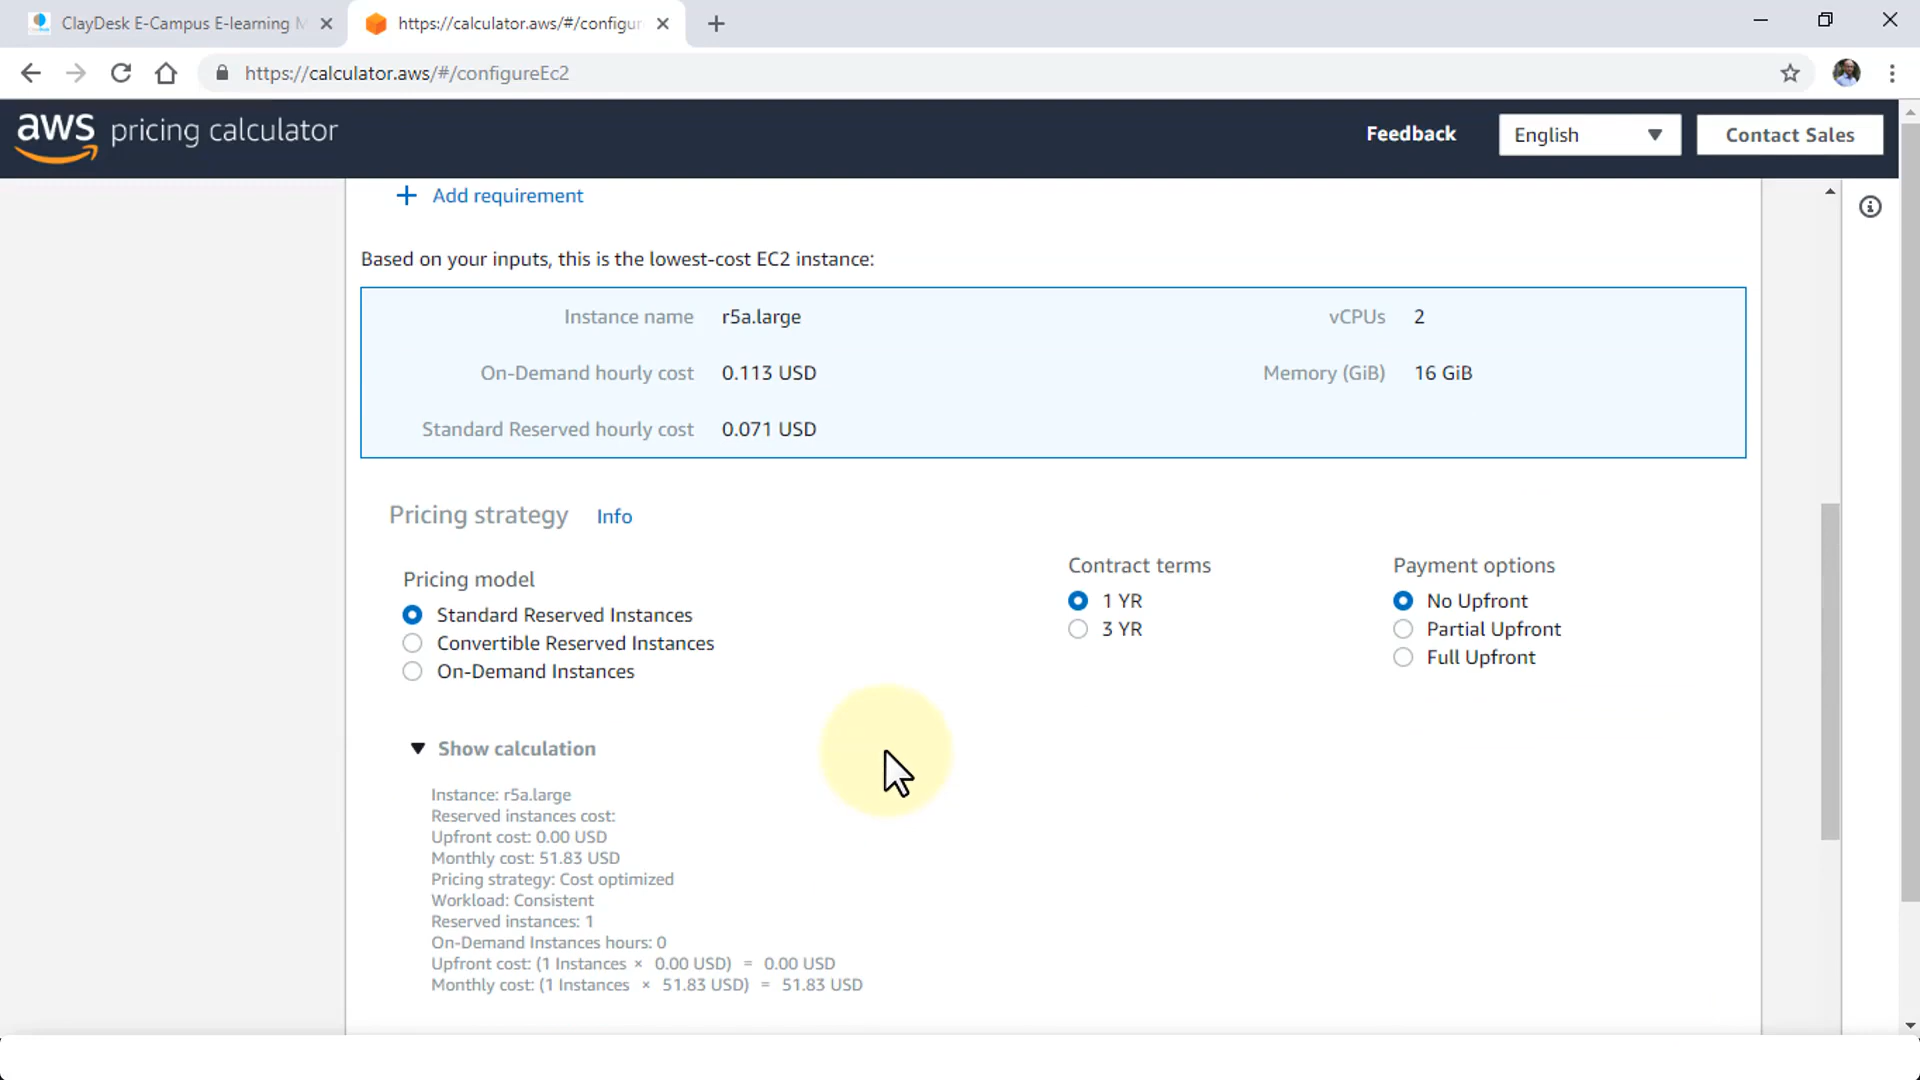 ClayDesk E-Campus E-learning
https://calculator.aws/#/configur
https://calculator.aws/#/configureEc2
aws pricing calculator
Feedback
English
Contact Sales
Add requirement
Based on your inputs, this is the lowest-cost EC2 instance:
Instance name r5a.large vCPUs 2
On-Demand hourly cost 0.113 USD Memory (GiB) 16 GiB
Standard Reserved hourly cost 0.071 USD
Pricing strategy Info
Pricing model
Standard Reserved Instances
Convertible Reserved Instances
On-Demand Instances
Contract terms
1 YR
3 YR
Payment options
No Upfront
Partial Upfront
Full Upfront
Show calculation
Instance: r5a.large
Reserved instances cost:
Upfront cost: 0.00 USD
Monthly cost: 51.83 USD
Pricing strategy: Cost optimized
Workload: Consistent
Reserved instances: 1
On-Demand Instances hours: 0
Upfront cost: (1 Instances × 0.00 USD) = 0.00 USD
Monthly cost: (1 Instances × 51.83 USD) = 51.83 USD